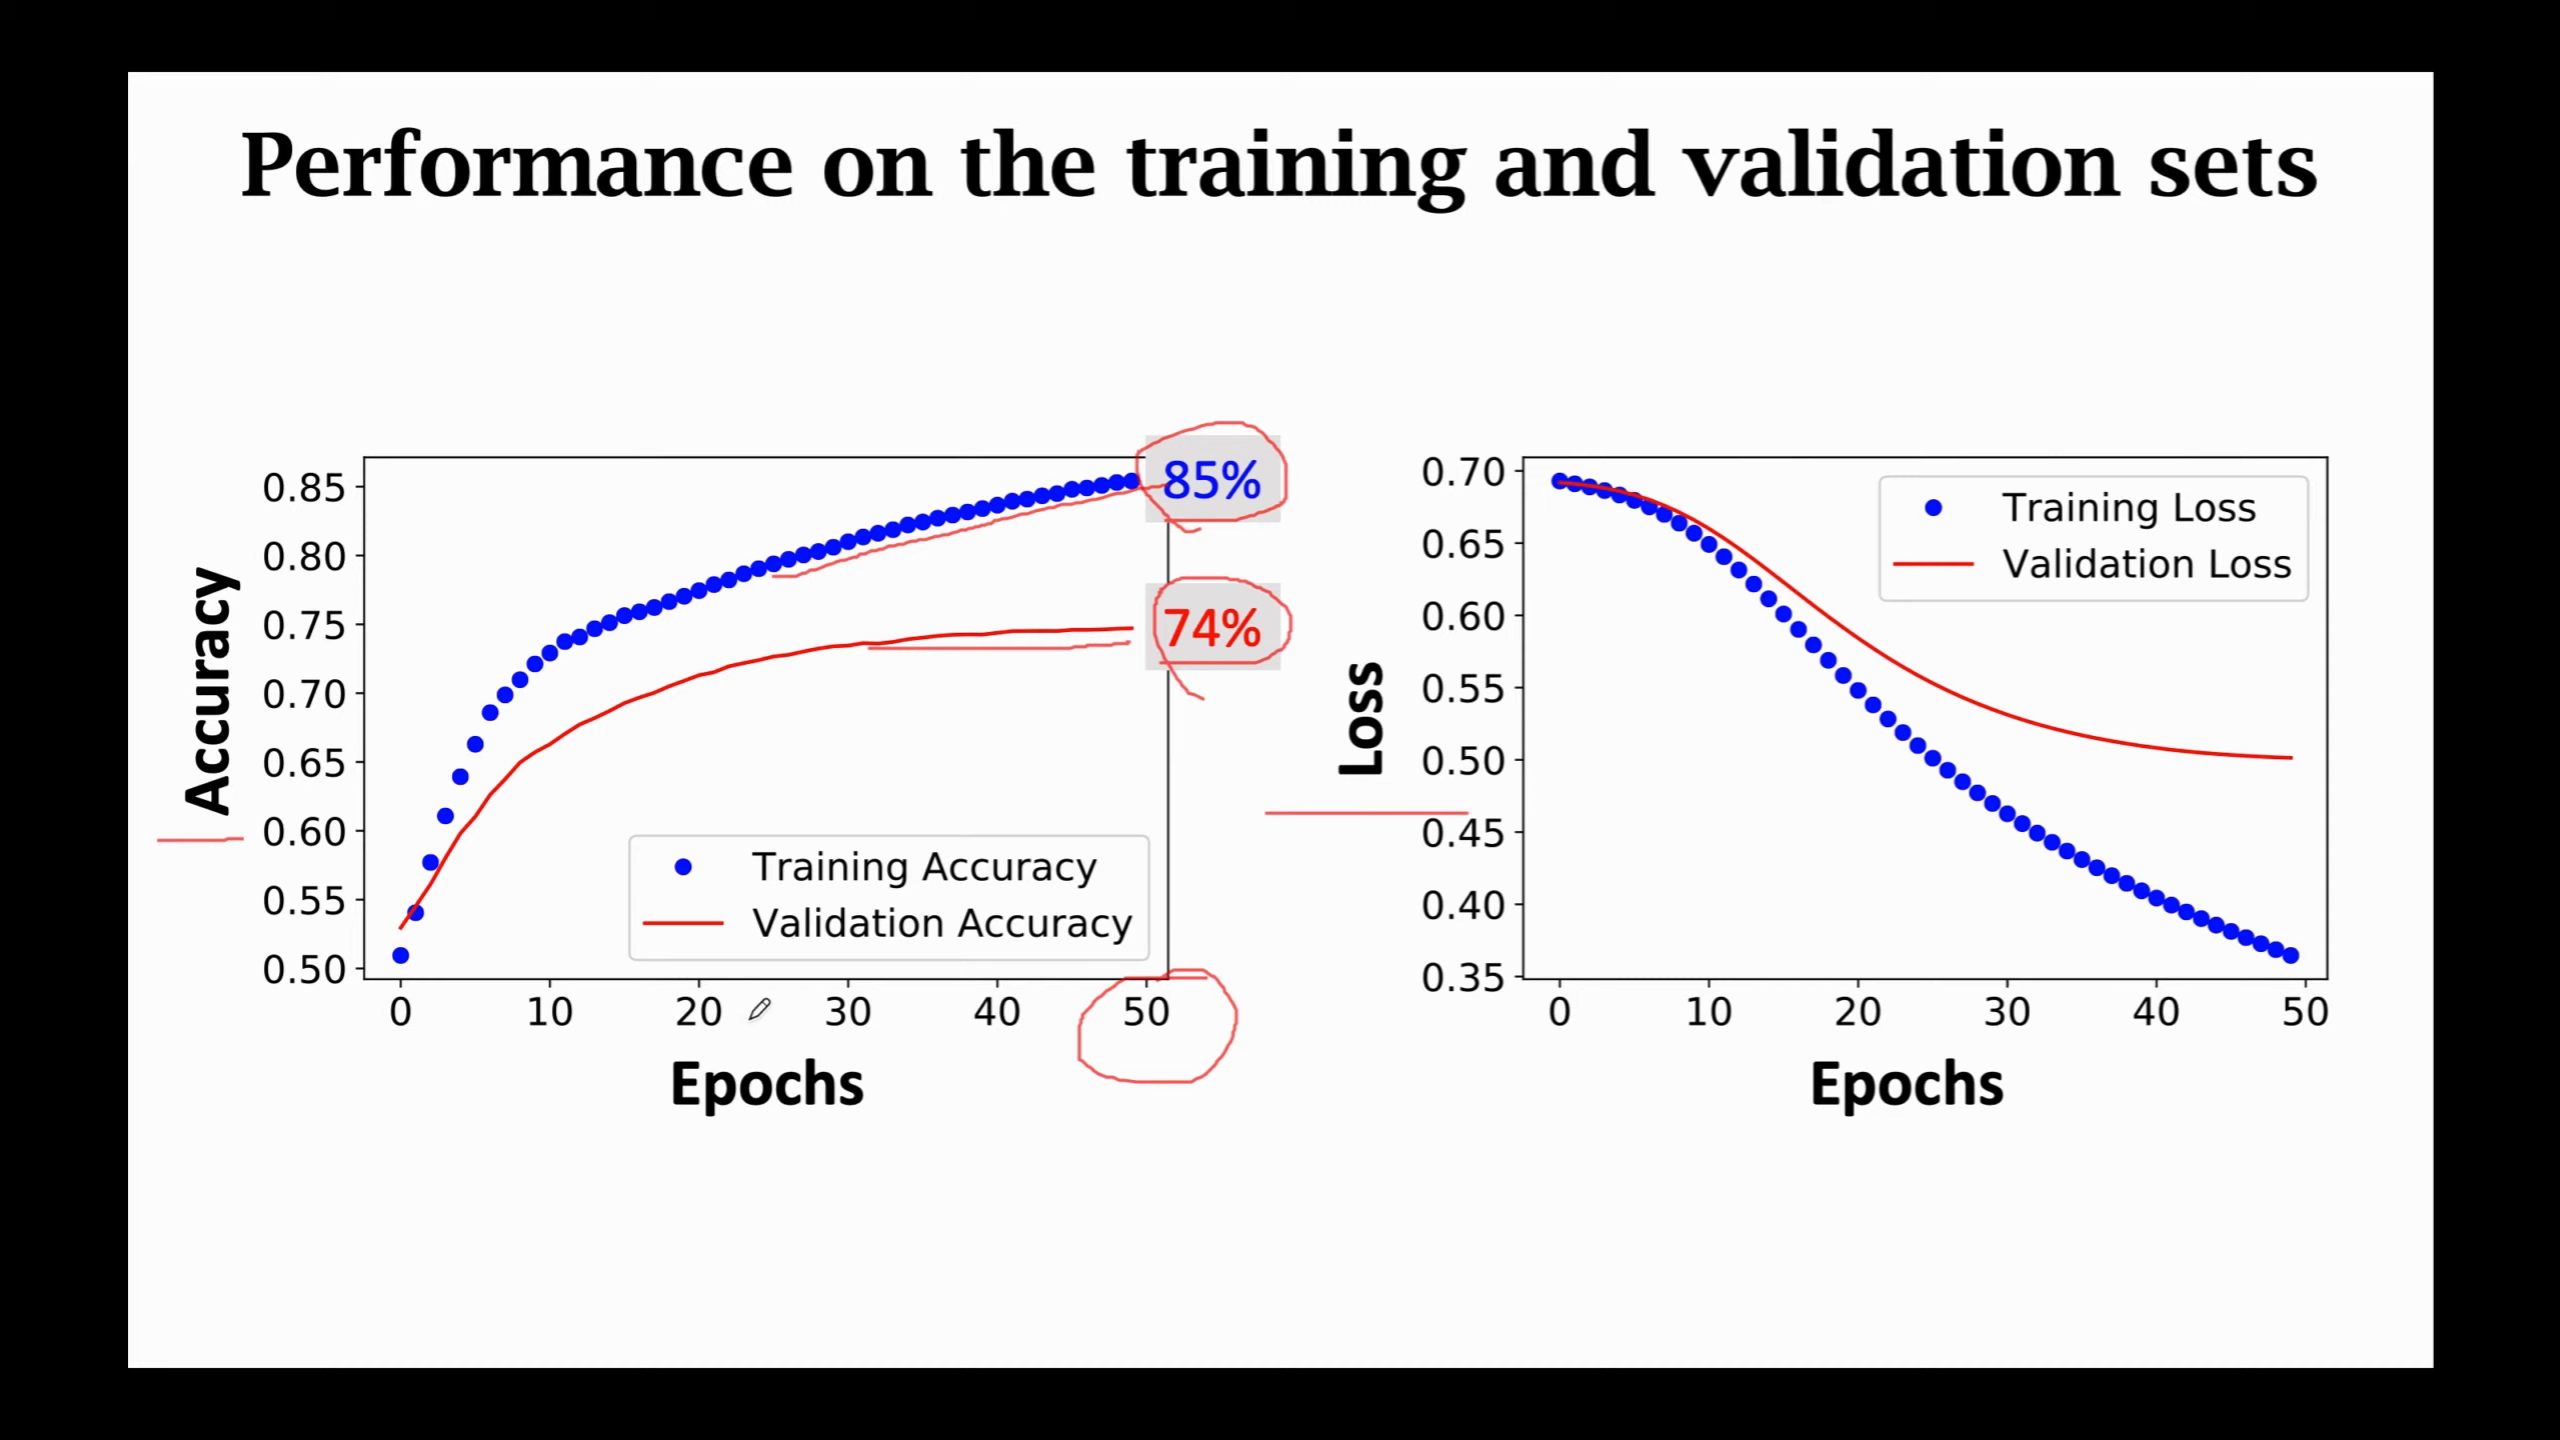 Performance on the training and validation sets
Accuracy
0.85
0.80
0.75
0.70
0.65
0.60
0.55
0.50
85%
74%
Training Accuracy
Validation Accuracy
0 10 20 30 40 50
Epochs
Loss
0.70
0.65
0.60
0.55
0.50
0.45
0.40
0.35
Training Loss
Validation Loss
0 10 20 30 40 50
Epochs